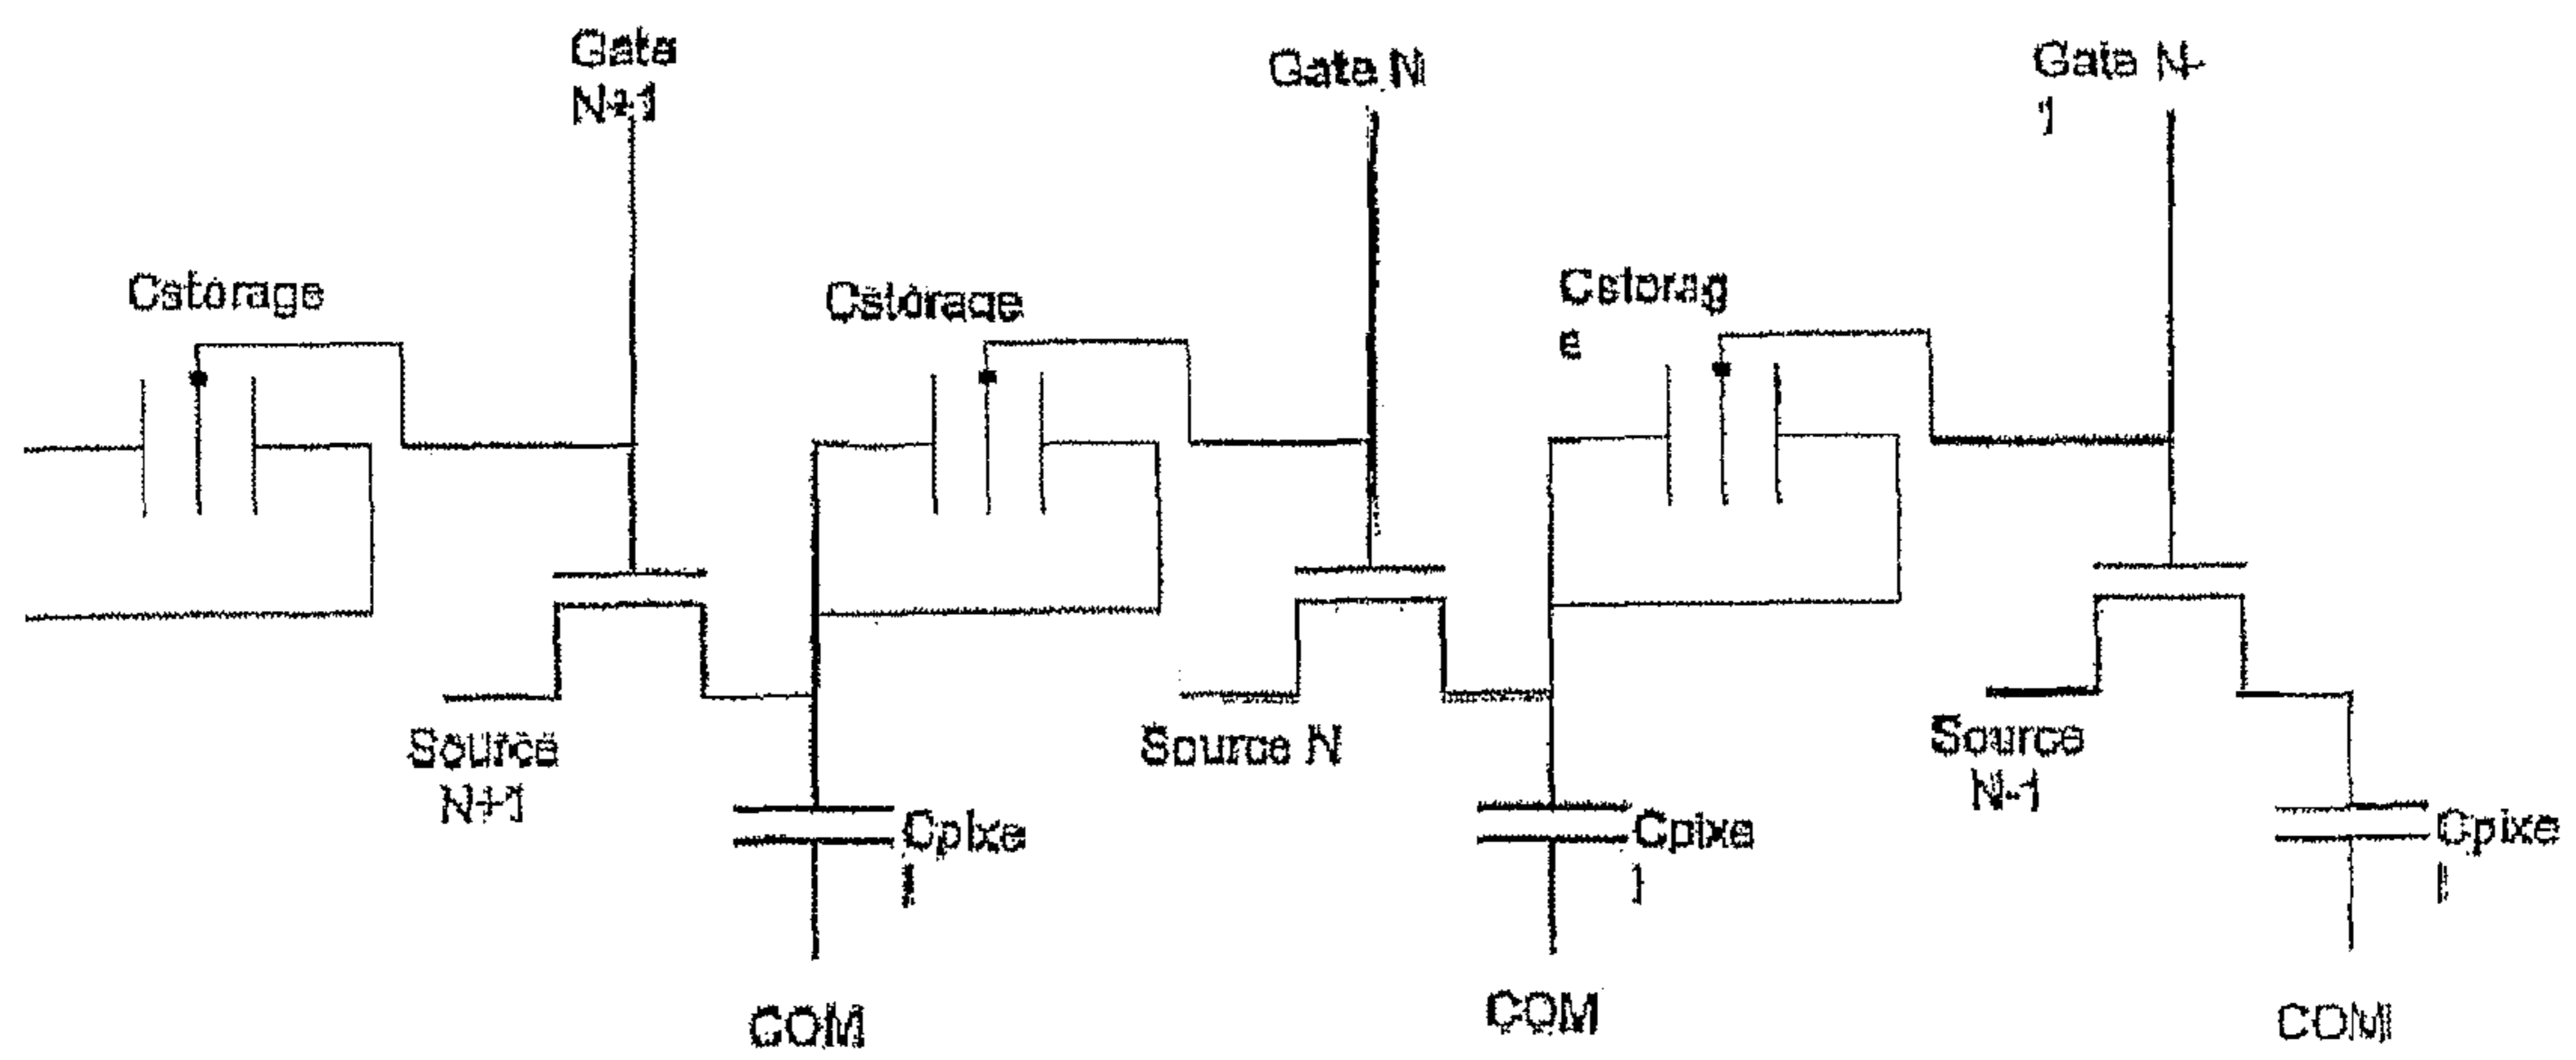 Gate
N+1
Gate N
Gate N-
1
Cstorage
Cstorage
Cstorag
e
Source
N+1
Source N
Source
N-1
Cpixe
l
Cpixe
l
Cpixe
l
COM
COM
COM